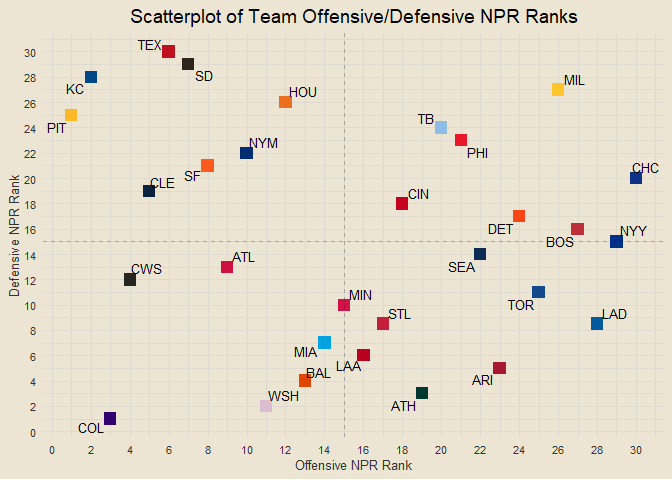 Scatterplot of Team Offensive/Defensive NPR Ranks
30
28
26
24
22
20
18
16
14
12
10
8
6
4
2
0
Defensive NPR Rank
TEX
SD
KC
MIL
HOU
PIT
TB
NYM
PHI
SF
CHC
CLE
CIN
DET
BOS
NYY
CWS
ATL
SEA
MIN
TOR
STL
LAD
MIA
LAA
BAL
ARI
WSH
ATH
COL
0 2 4 6 8 10 12 14 16 18 20 22 24 26 28 30
Offensive NPR Rank